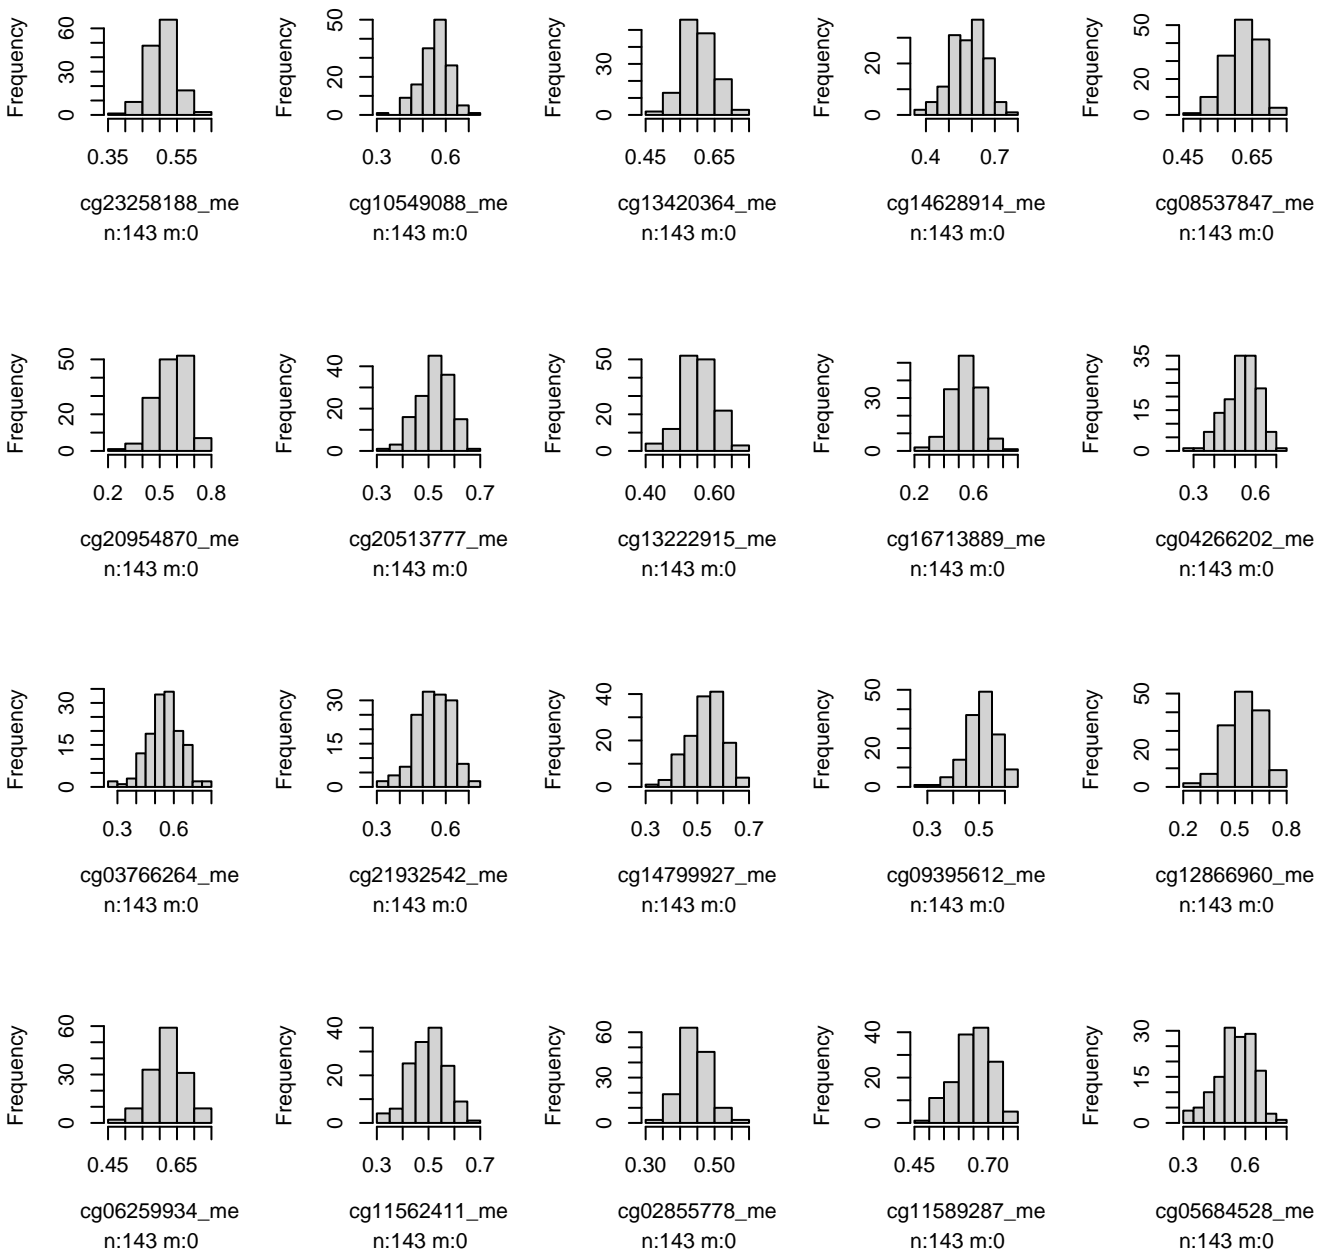 Frequency
0 30 60
0.35 0.55
cg23258188_me
n:143 m:0
Frequency
0 20 50
0.3 0.6
cg10549088_me
n:143 m:0
Frequency
0 30
0.45 0.65
cg13420364_me
n:143 m:0
Frequency
0 20
0.4 0.7
cg14628914_me
n:143 m:0
Frequency
0 20 50
0.45 0.65
cg08537847_me
n:143 m:0
Frequency
0 20 50
0.2 0.5 0.8
cg20954870_me
n:143 m:0
Frequency
0 20 40
0.3 0.5 0.7
cg20513777_me
n:143 m:0
Frequency
0 20 50
0.40 0.60
cg13222915_me
n:143 m:0
Frequency
0 30
0.2 0.6
cg16713889_me
n:143 m:0
Frequency
0 15 35
0.3 0.6
cg04266202_me
n:143 m:0
Frequency
0 15 30
0.3 0.6
cg03766264_me
n:143 m:0
Frequency
0 15 30
0.3 0.6
cg21932542_me
n:143 m:0
Frequency
0 20 40
0.3 0.5 0.7
cg14799927_me
n:143 m:0
Frequency
0 20 50
0.3 0.5
cg09395612_me
n:143 m:0
Frequency
0 20 50
0.2 0.5 0.8
cg12866960_me
n:143 m:0
Frequency
0 30 60
0.45 0.65
cg06259934_me
n:143 m:0
Frequency
0 20 40
0.3 0.5 0.7
cg11562411_me
n:143 m:0
Frequency
0 30 60
0.30 0.50
cg02855778_me
n:143 m:0
Frequency
0 20 40
0.45 0.70
cg11589287_me
n:143 m:0
Frequency
0 15 30
0.3 0.6
cg05684528_me
n:143 m:0